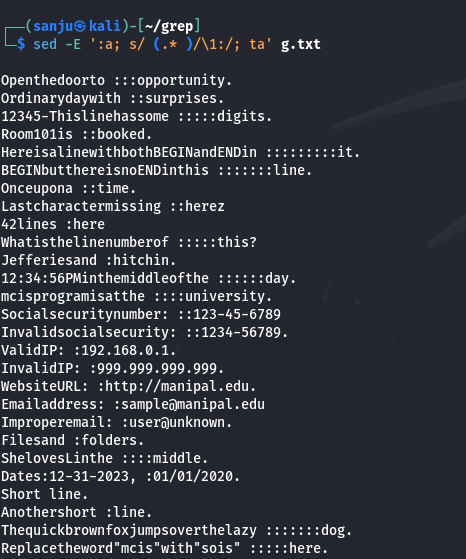 ┌──(sanju㉿kali)-[~/grep]
└─$ sed -E ':a; s/ (.* )/\1:/; ta' g.txt
Openthedoorto :::opportunity.
Ordinarydaywith ::surprises.
12345-Thislinehassome :::::digits.
Room101is ::booked.
HereisalinewithbothBEGINandENDin :::::::::it.
BEGINbutthereisnoENDinthis :::::::line.
Onceupona ::time.
Lastcharactermissing ::herez
42lines :here
Whatisthelinenumberof :::::this?
Jefferiesand :hitchin.
12:34:56PMinthemiddleofthe ::::::day.
mcisprogramisatthe ::::university.
Socialsecuritynumber: ::123-45-6789
Invalidsocialsecurity: ::1234-56789.
ValidIP: :192.168.0.1.
InvalidIP: :999.999.999.999.
WebsiteURL: :http://manipal.edu.
Emailaddress: :sample@manipal.edu
Improperemail: :user@unknown.
Filesand :folders.
ShelovesLinthe ::::middle.
Dates:12-31-2023, :01/01/2020.
Short line.
Anothershort :line.
Thequickbrownfoxjumpsoverthelazy :::::::dog.
Replacetheword"mcis"with"sois" :::::here.